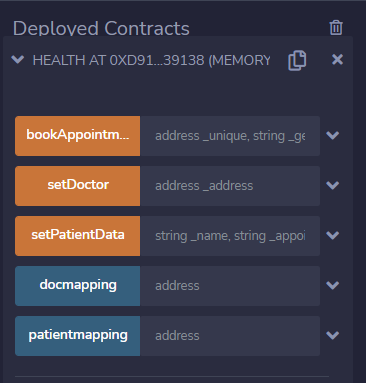 Deployed Contracts
HEALTH AT 0XD91...39138 (MEMORY
bookAppointm... address _unique, string _ge
setDoctor address _address
setPatientData string _name, string _appoi
docmapping address
patientmapping address